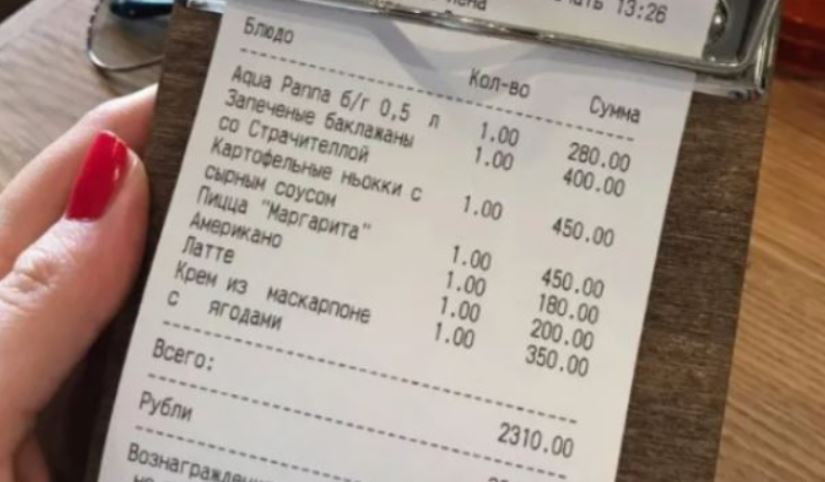 13:26
Блюдо Кол-во Сумма
Aqua Panna б/г 0,5 л 1.00 280.00
Запеченые баклажаны 1.00 400.00
со Страчителлой
Картофельные ньокки с 1.00 450.00
сырным соусом
Пицца "Маргарита" 1.00 450.00
Американо 1.00 180.00
Латте 1.00 200.00
Крем из маскарпоне 1.00 350.00
с ягодами
Всего: 2310.00
Рубли